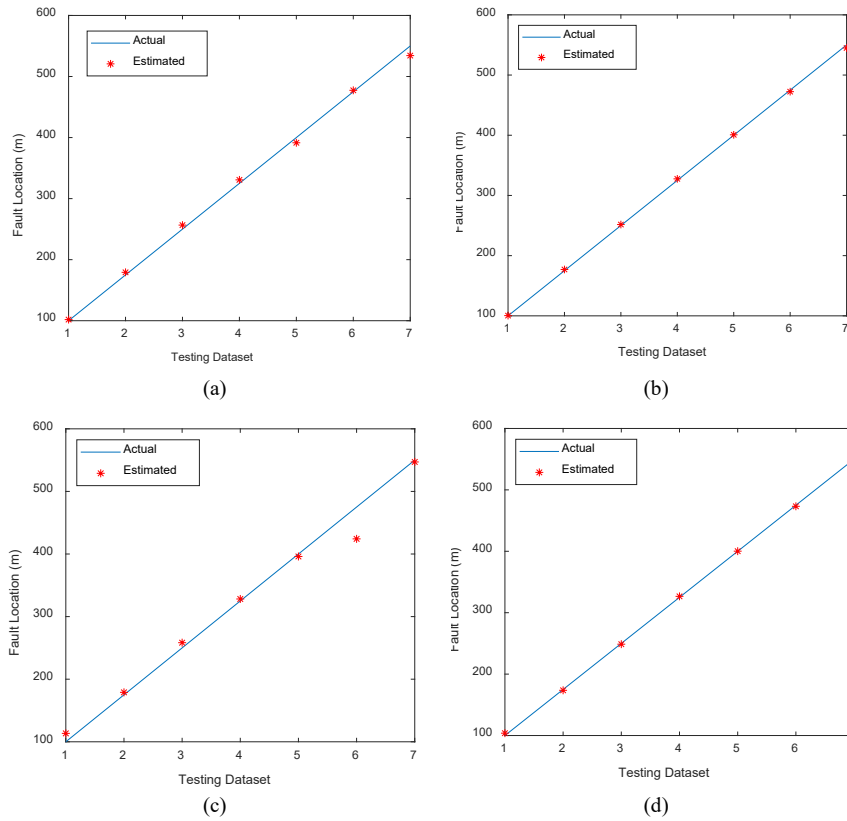 600
Actual
Estimated
500
400
300
200
100
Fault Location (m)
1 2 3 4 5 6 7
Testing Dataset
(a)
600
Actual
Estimated
500
400
300
200
100
Fault Location (m)
1 2 3 4 5 6 7
Testing Dataset
(b)
600
Actual
Estimated
500
400
300
200
100
Fault Location (m)
1 2 3 4 5 6 7
Testing Dataset
(c)
600
Actual
Estimated
500
400
300
200
100
Fault Location (m)
1 2 3 4 5 6
Testing Dataset
(d)